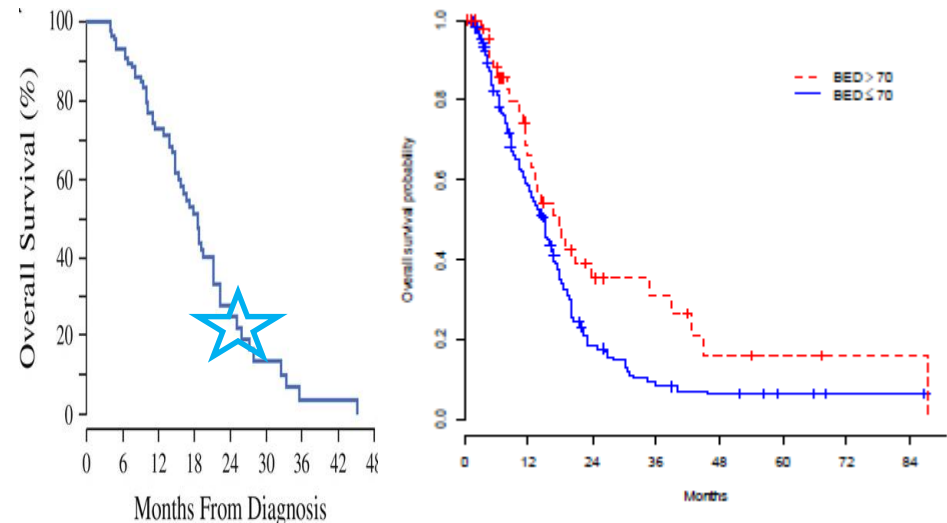 Overall Survival (%)
100
80
60
40
20
0
0 6 12 18 24 30 36 42 48
Months From Diagnosis
Overall survival probability
1.0
0.8
0.6
0.4
0.2
0.0
BED>70
BED≤70
0 12 24 36 48 60 72 84
Months